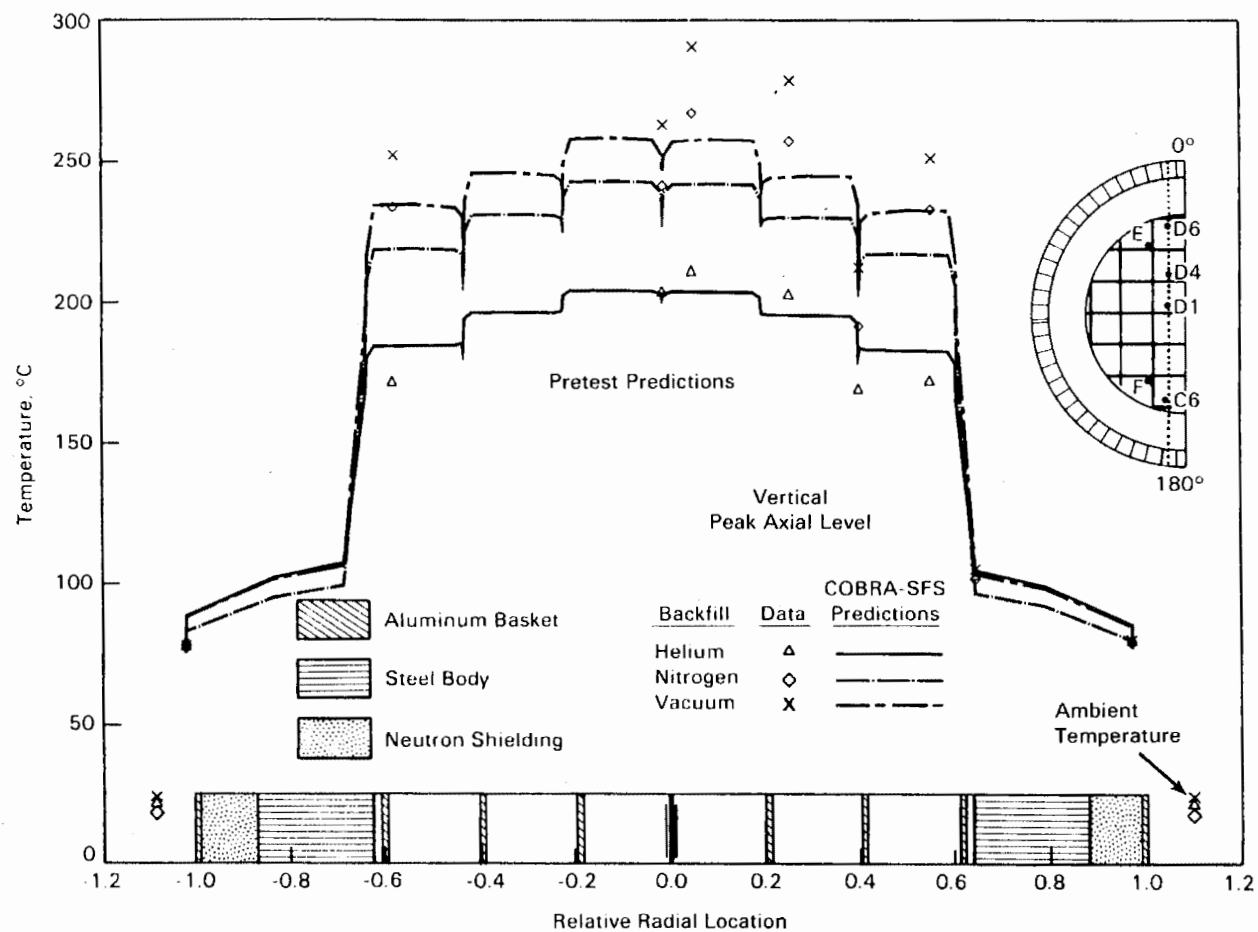 300
250
200
150
100
50
0
Temperature, °C
-1.2
-1.0
-0.8
-0.6
-0.4
-0.2
0.0
0.2
0.4
0.6
0.8
1.0
1.2
Relative Radial Location
Pretest Predictions
Vertical
Peak Axial Level
0°
E
D6
D4
D1
F
C6
180°
Aluminum Basket
Steel Body
Neutron Shielding
COBRA-SFS
Backfill Data Predictions
Helium
Nitrogen
Vacuum
Ambient
Temperature